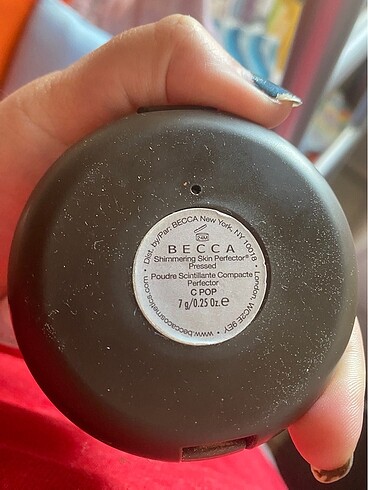 Dist. by/Par: BECCA New York, NY 10018 • London, WC2E 9EY • www.beccacosmetics.com •
24M
BECCA
Shimmering Skin Perfector®
Pressed
Poudre Scintillante Compacte
Perfector
C POP
7 g/0.25 Oz.℮